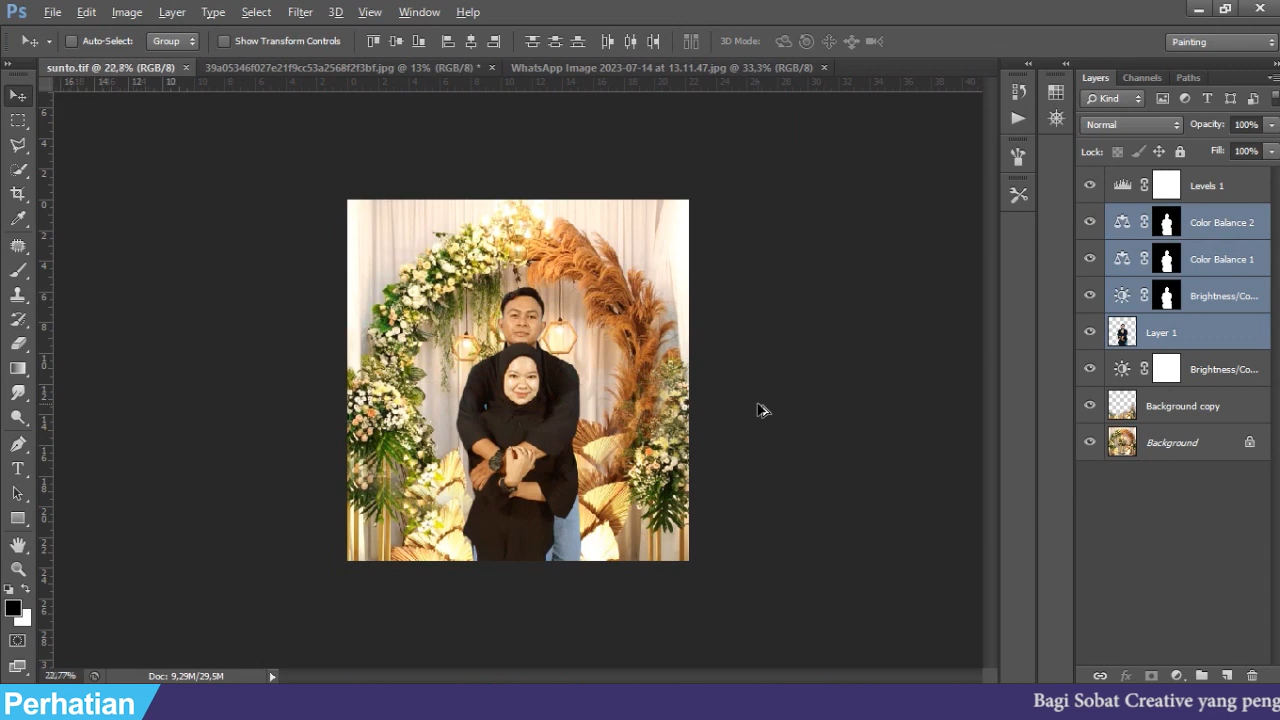 Ps File Edit Image Layer Type Select Filter 3D View Window Help
Auto-Select: Group Show Transform Controls 3D Mode: Painting
sunto.tif @ 22,8% (RGB/8) × 39a05346f027e21f9cc53a2568f2f3bf.jpg @ 13% (RGB/8) * × WhatsApp Image 2023-07-14 at 13.11.47.jpg @ 33,3% (RGB/8) ×
Layers Channels Paths
Kind
Normal Opacity: 100%
Lock: Fill: 100%
Levels 1
Color Balance 2
Color Balance 1
Brightness/Co...
Layer 1
Brightness/Co...
Background copy
Background
22,77% Doc: 9,29M/29,5M
Perhatian
Bagi Sobat Creative yang peng